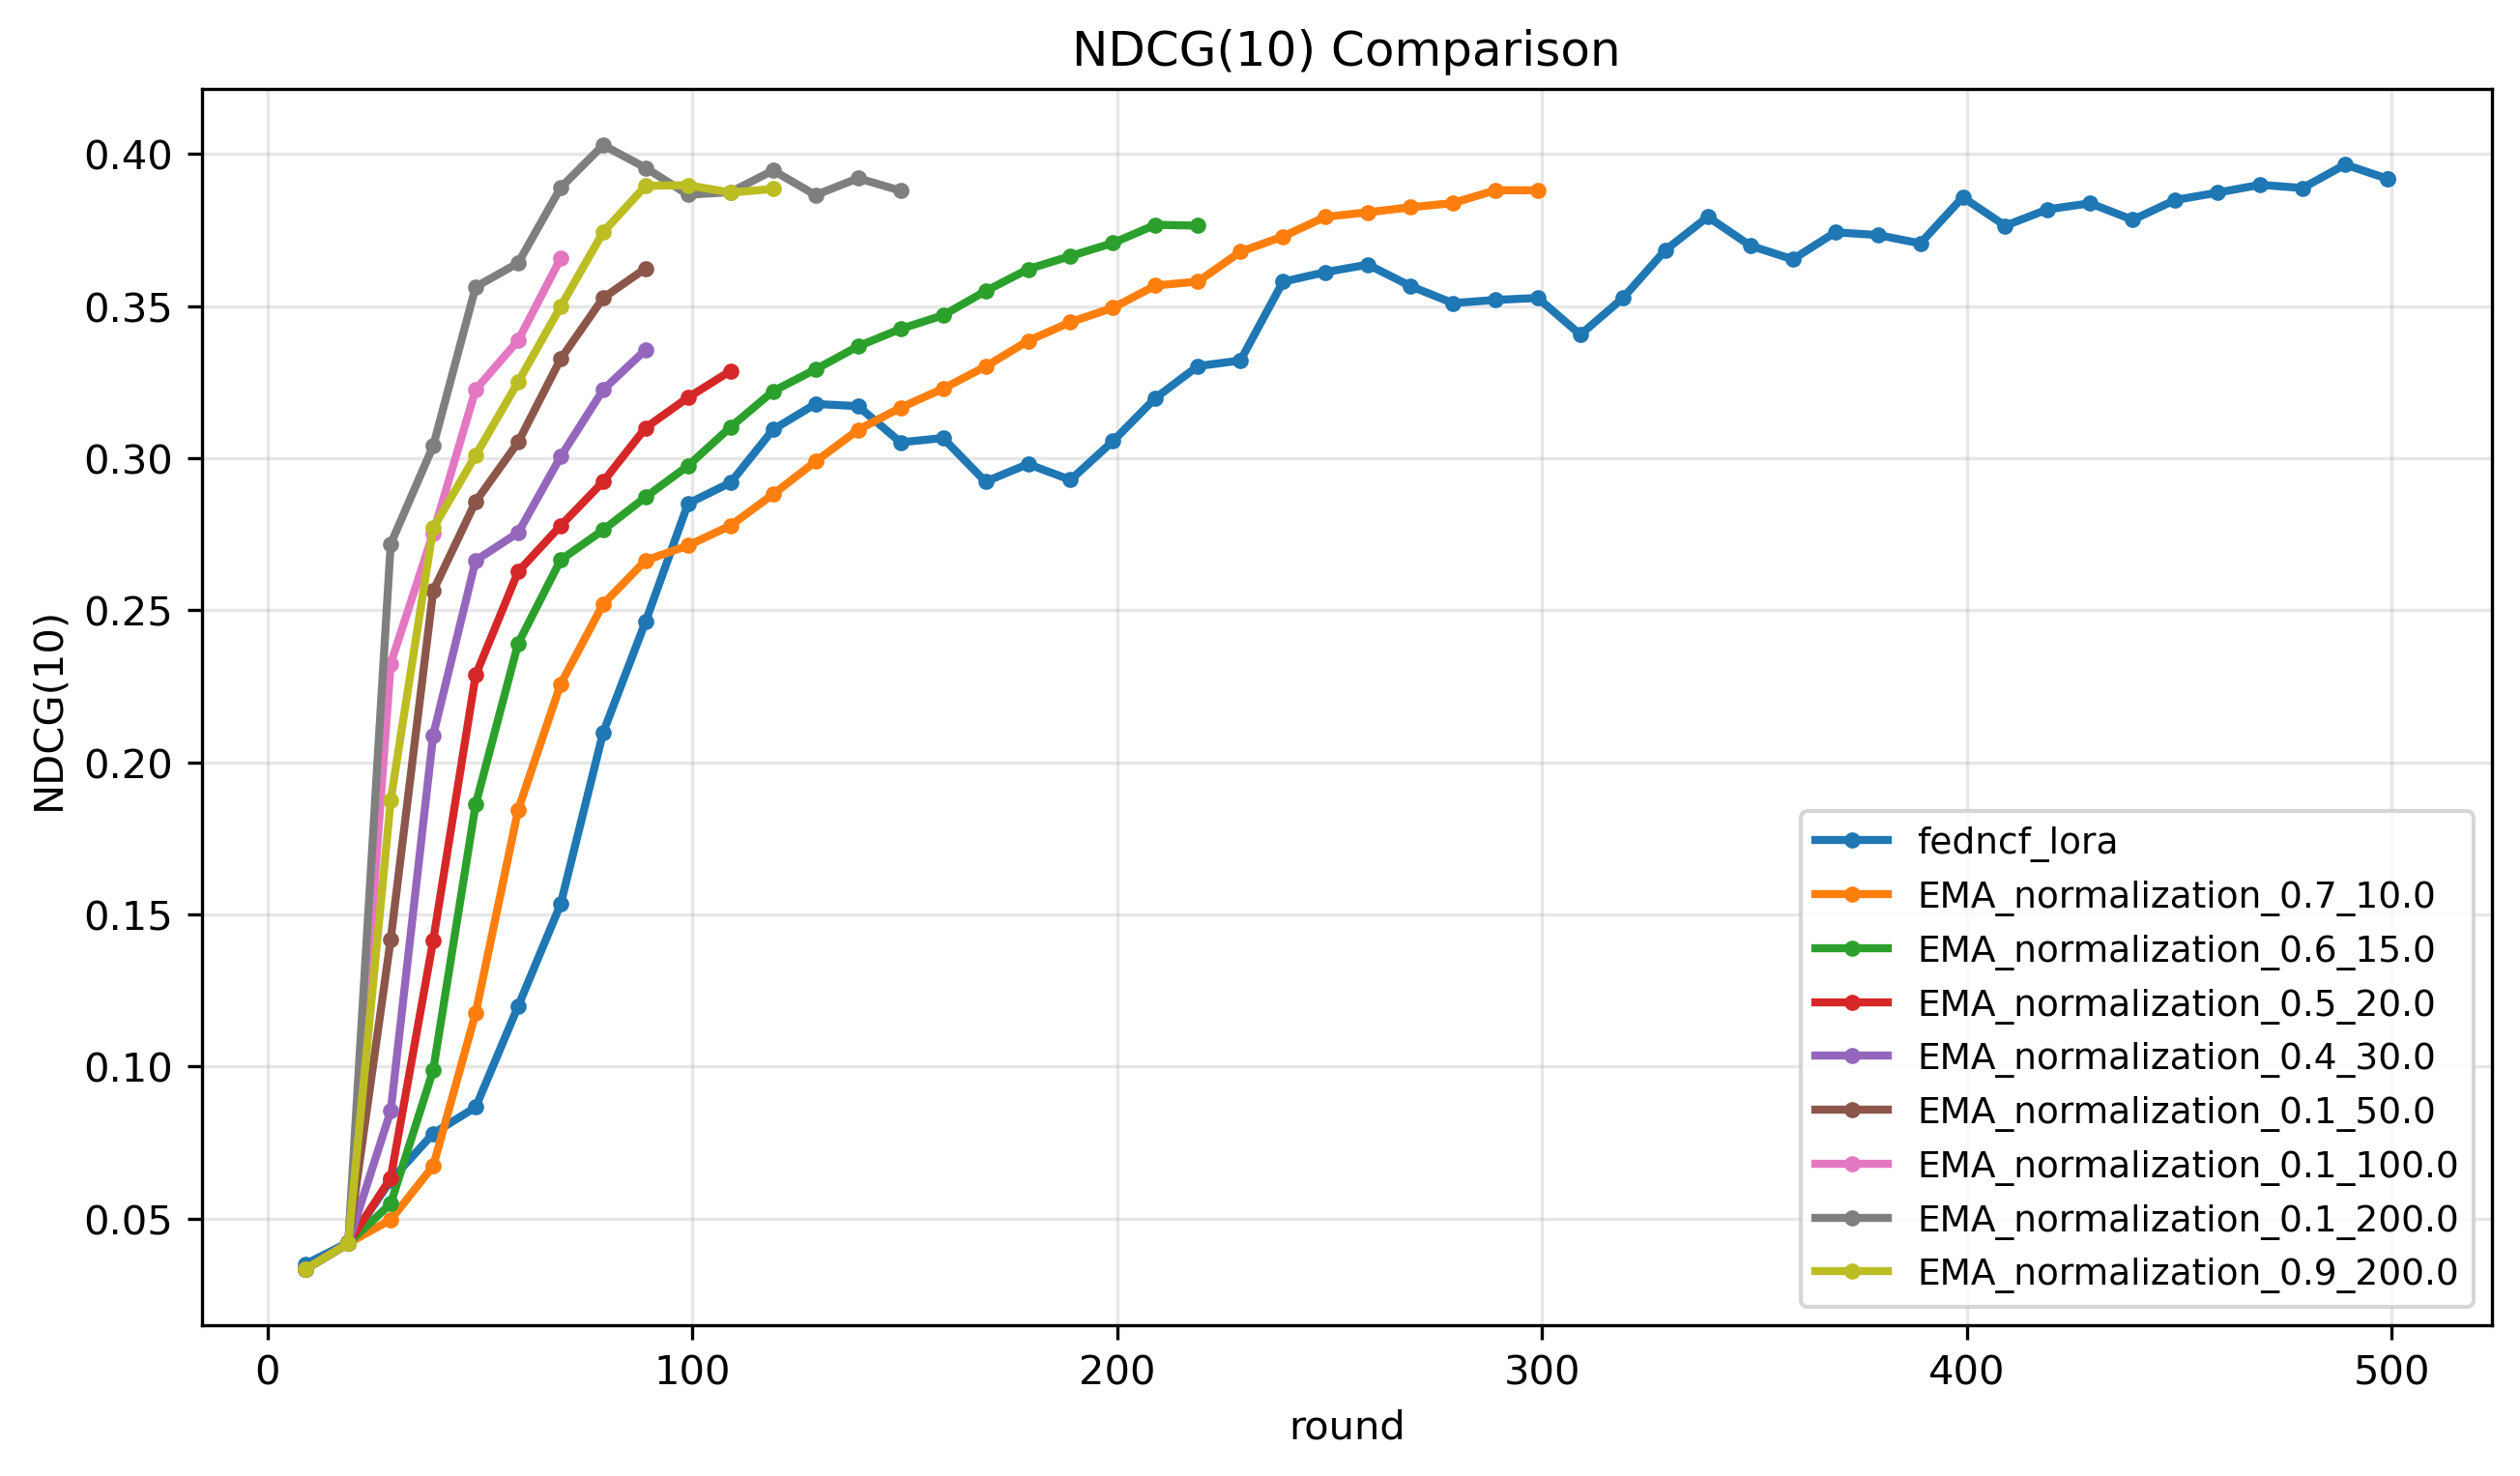 NDCG(10) Comparison
NDCG(10)
0.40
0.35
0.30
0.25
0.20
0.15
0.10
0.05
0
100
200
300
400
500
round
fedncf_lora
EMA_normalization_0.7_10.0
EMA_normalization_0.6_15.0
EMA_normalization_0.5_20.0
EMA_normalization_0.4_30.0
EMA_normalization_0.1_50.0
EMA_normalization_0.1_100.0
EMA_normalization_0.1_200.0
EMA_normalization_0.9_200.0